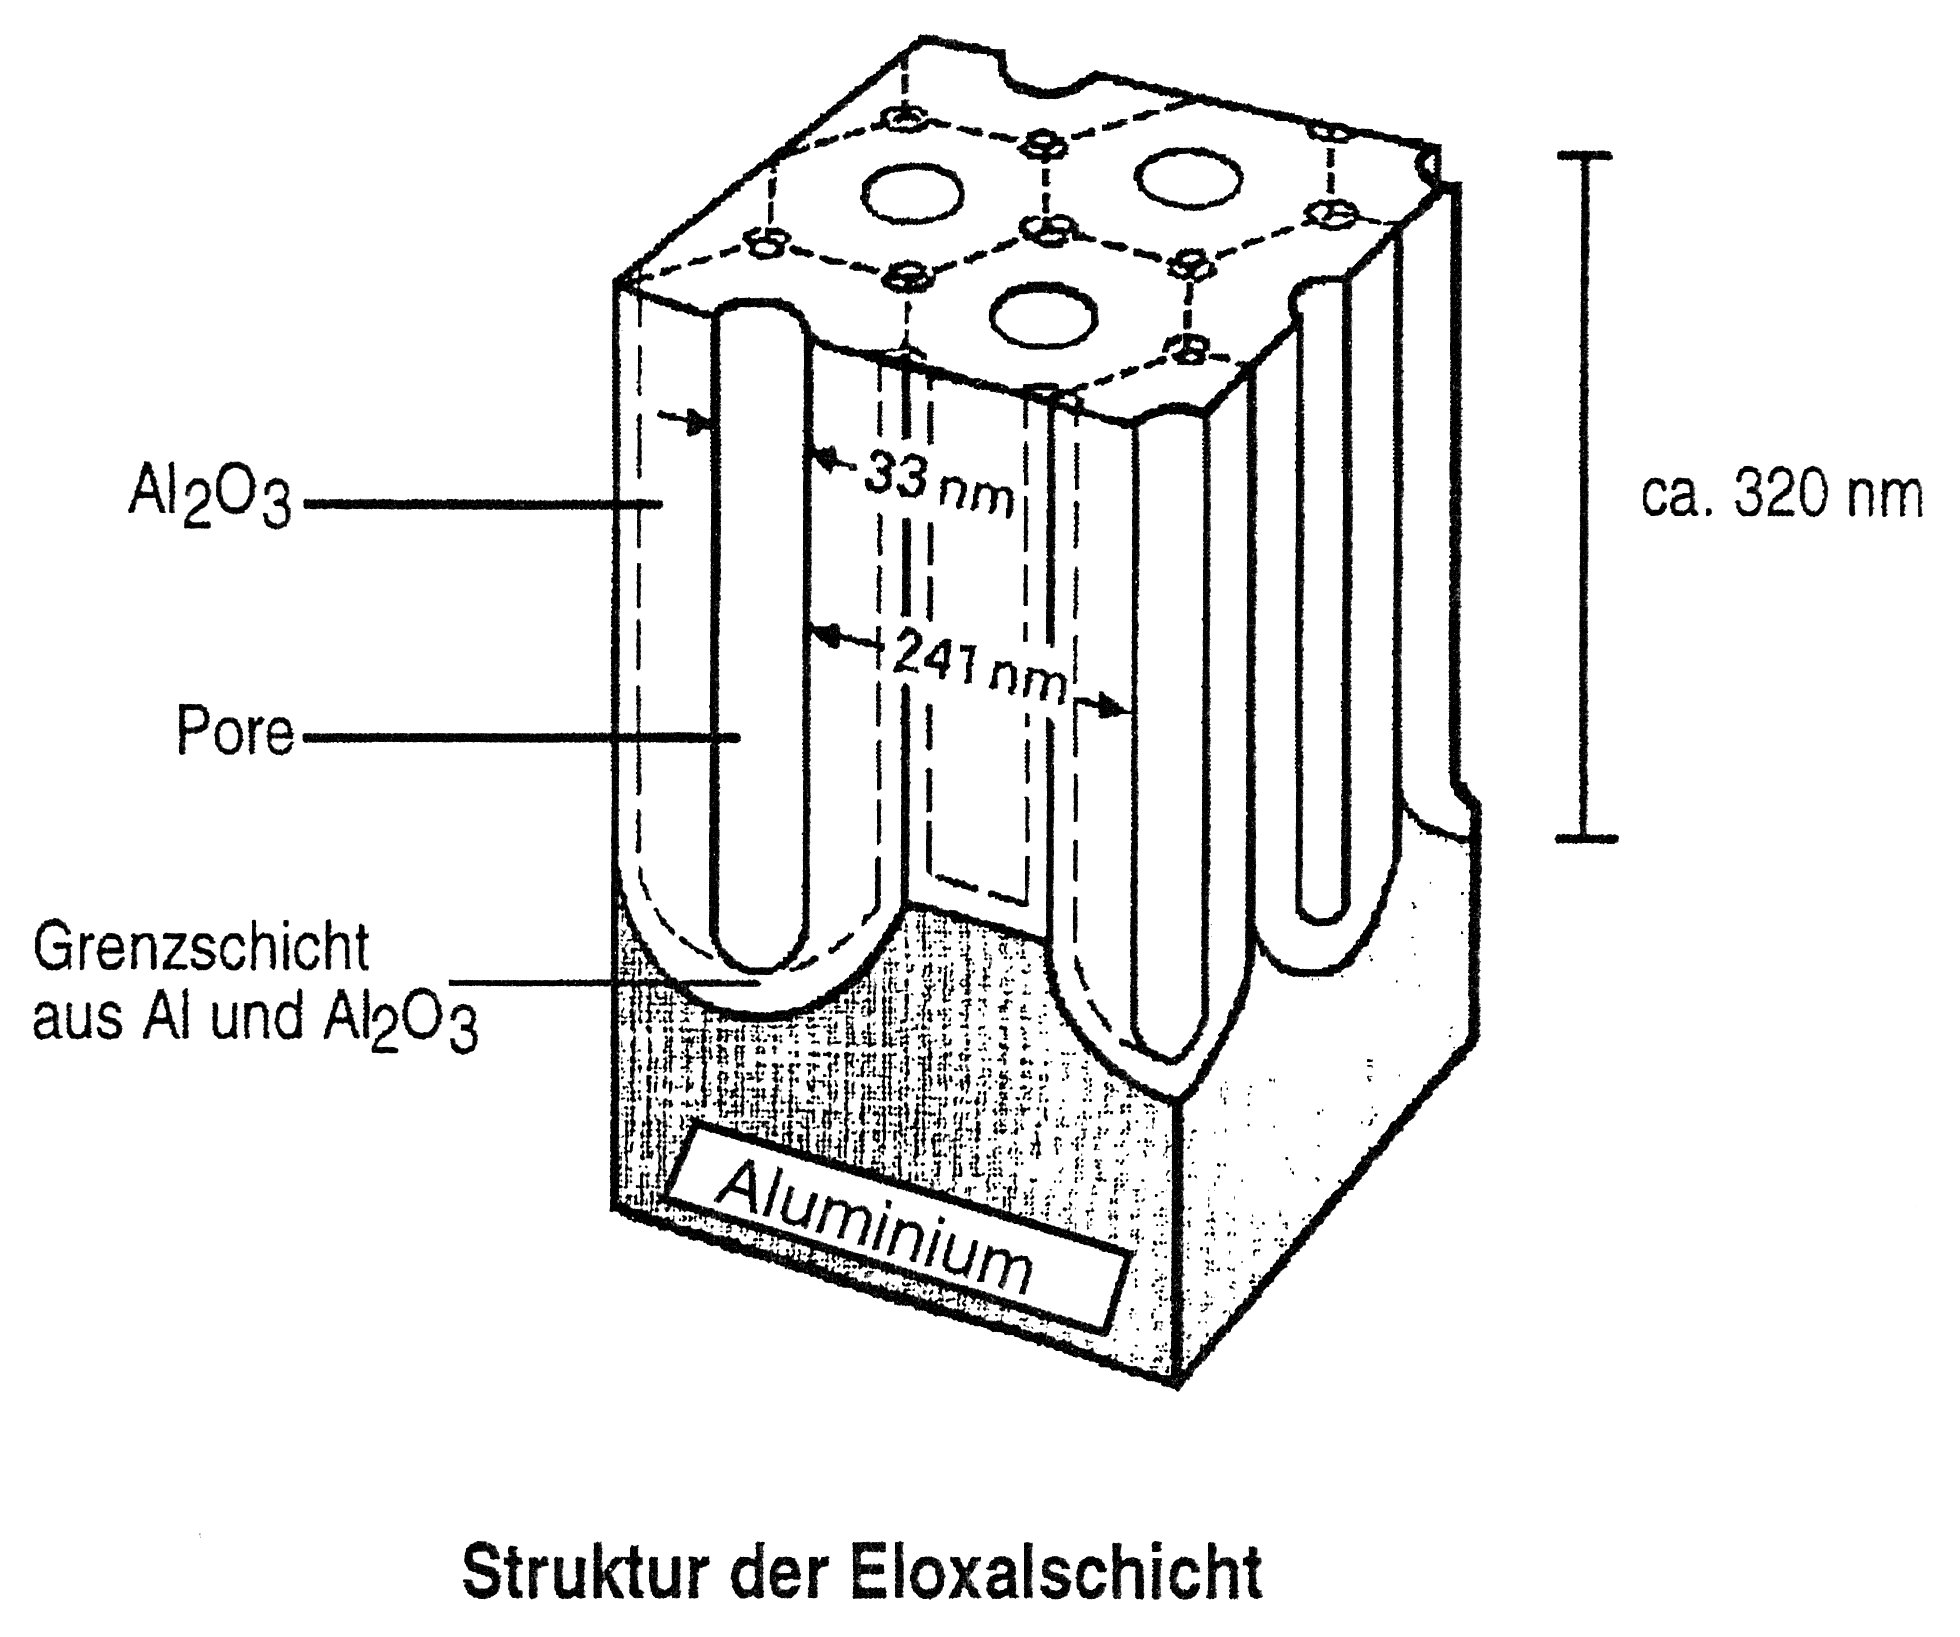 Al₂O₃
33 nm
ca. 320 nm
241 nm
Pore
Grenzschicht
aus Al und Al₂O₃
Aluminium
Struktur der Eloxalschicht